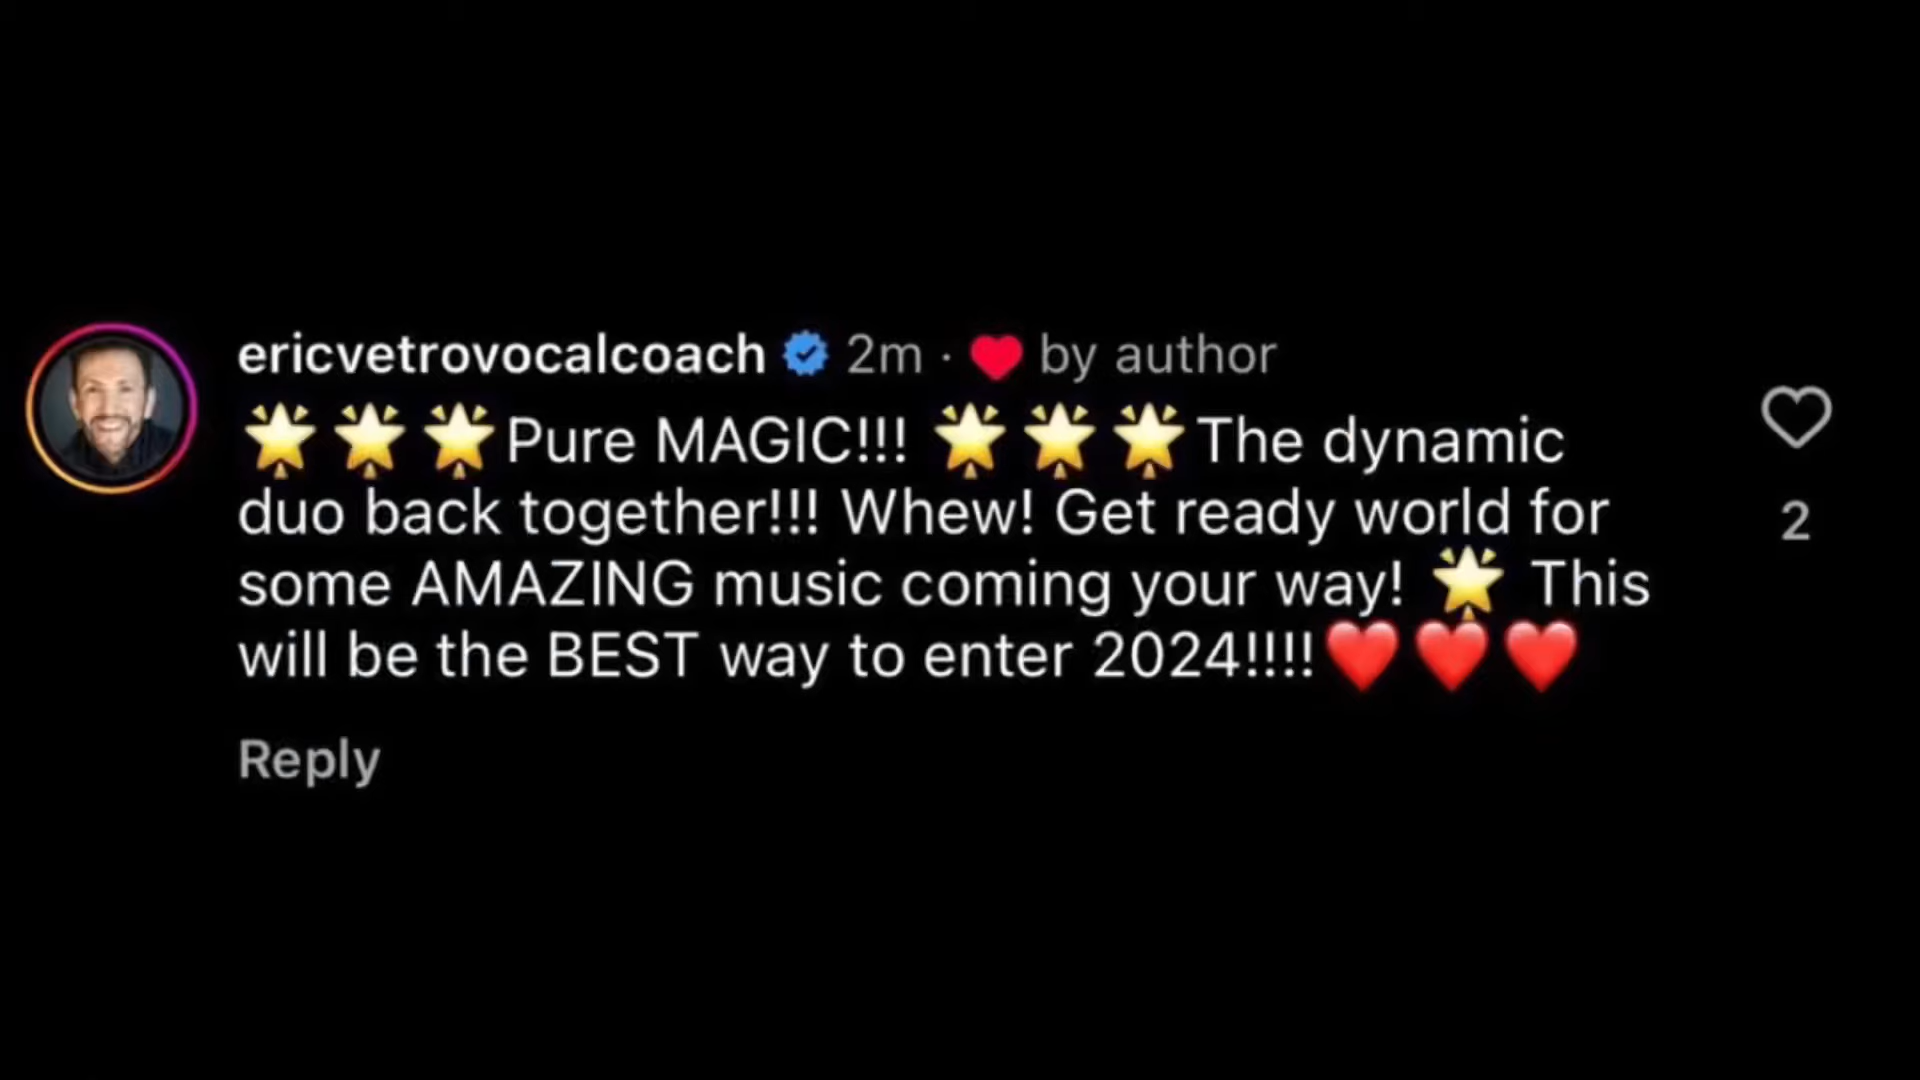 ericvetrovocalcoach 2m · ❤️ by author
🌟🌟🌟Pure MAGIC!!! 🌟🌟🌟The dynamic
duo back together!!! Whew! Get ready world for
some AMAZING music coming your way! 🌟 This
will be the BEST way to enter 2024!!!!❤️❤️❤️
2
Reply